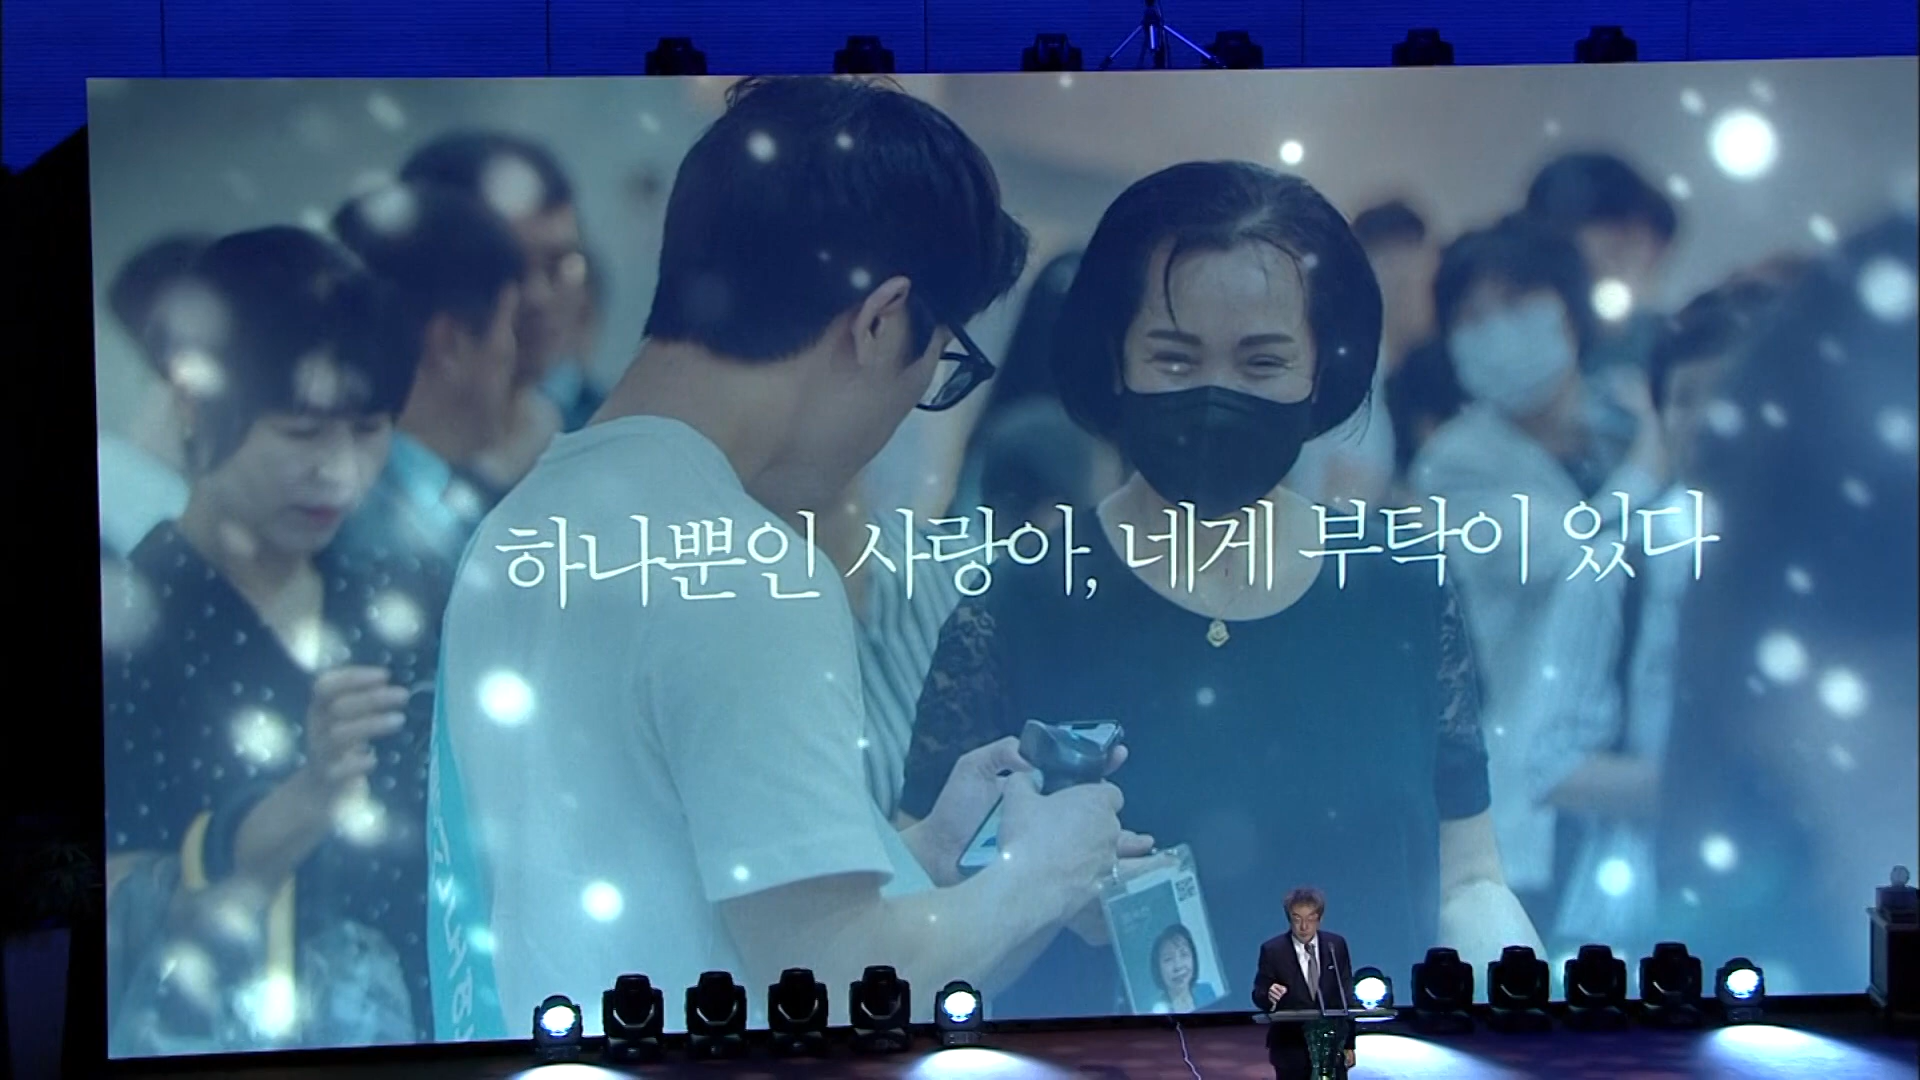 하나뿐인 사랑아, 네게 부탁이 있다